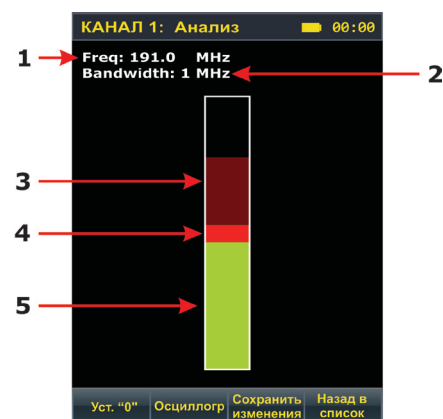 КАНАЛ 1: Анализ 00:00
1 Freq: 191.0 MHz
Bandwidth: 1 MHz 2
3
4
5
Уст. “0" Осциллогр Сохранить изменения Назад в список